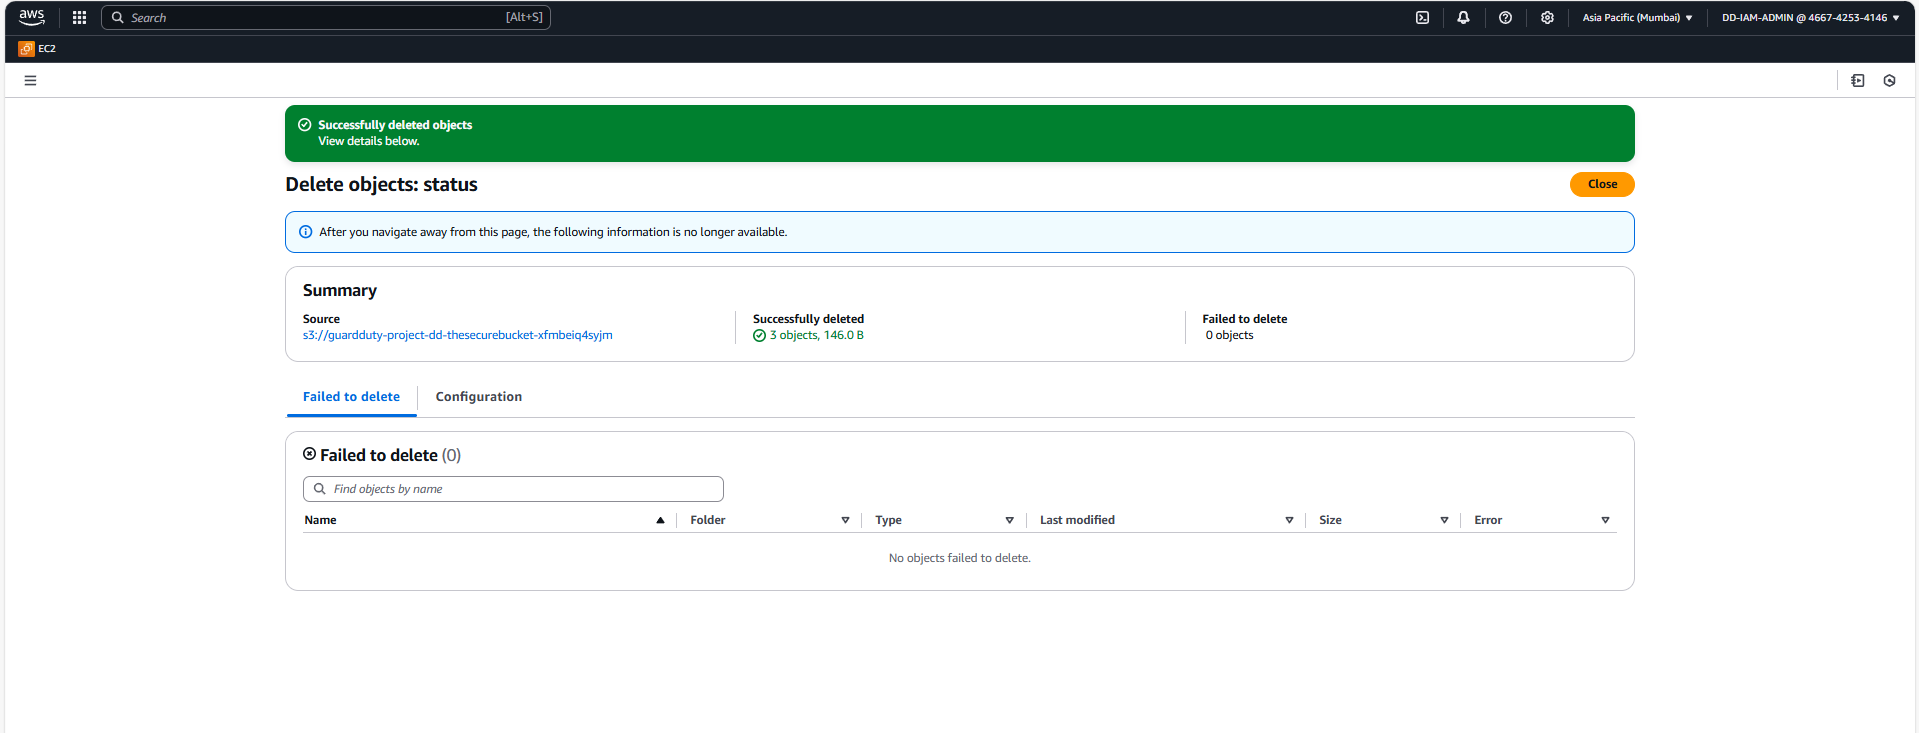 aws
Search [Alt+S]
Asia Pacific (Mumbai) ▼
DD-IAM-ADMIN @ 4667-4253-4146 ▼
EC2
Successfully deleted objects
View details below.
Delete objects: status
Close
After you navigate away from this page, the following information is no longer available.
Summary
Source
s3://guardduty-project-dd-thesecurebucket-xfmbeiq4syjm
Successfully deleted
3 objects, 146.0 B
Failed to delete
0 objects
Failed to delete
Configuration
Failed to delete (0)
Find objects by name
Name Folder Type Last modified Size Error
No objects failed to delete.